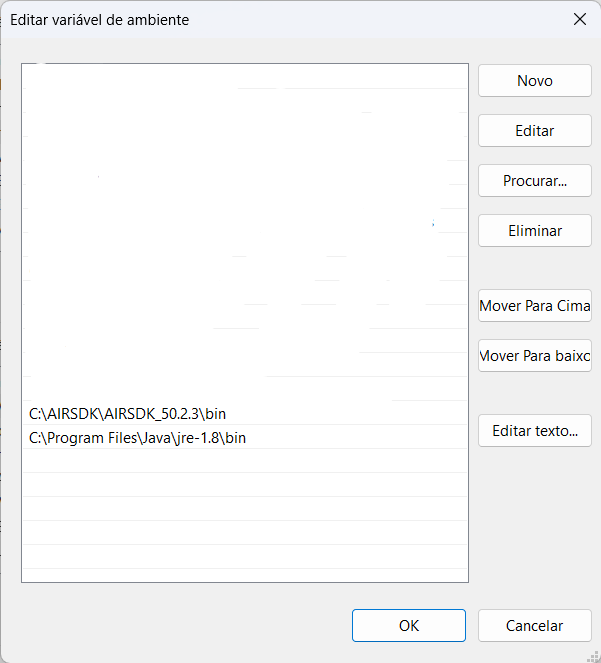 Editar variável de ambiente
Novo
Editar
Procurar...
Eliminar
Mover Para Cima
Mover Para baixo
C:\AIRSDK\AIRSDK_50.2.3\bin
C:\Program Files\Java\jre-1.8\bin
Editar texto...
OK
Cancelar